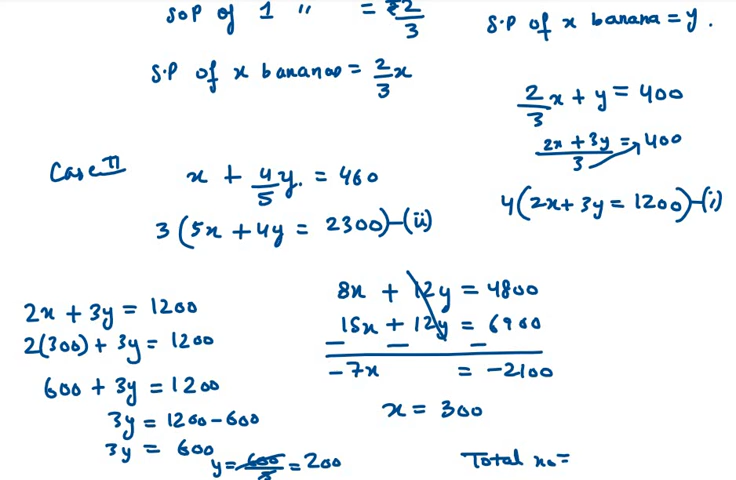 S.P of 1 " = ₹2/3
S.P of x banana = y.
S.P of x bananas = 2/3 x
2/3 x + y = 400
(2x + 3y)/3 = 400
4(2x + 3y = 1200) - (i)
Case II
x + 4/5 y. = 460
3(5x + 4y = 2300) - (ii)
8x + 12y = 4800
15x + 12y = 6900
- - -
-7x = -2100
x = 300
2x + 3y = 1200
2(300) + 3y = 1200
600 + 3y = 1200
3y = 1200 - 600
3y = 600
y = 600/3 = 200
Total no =